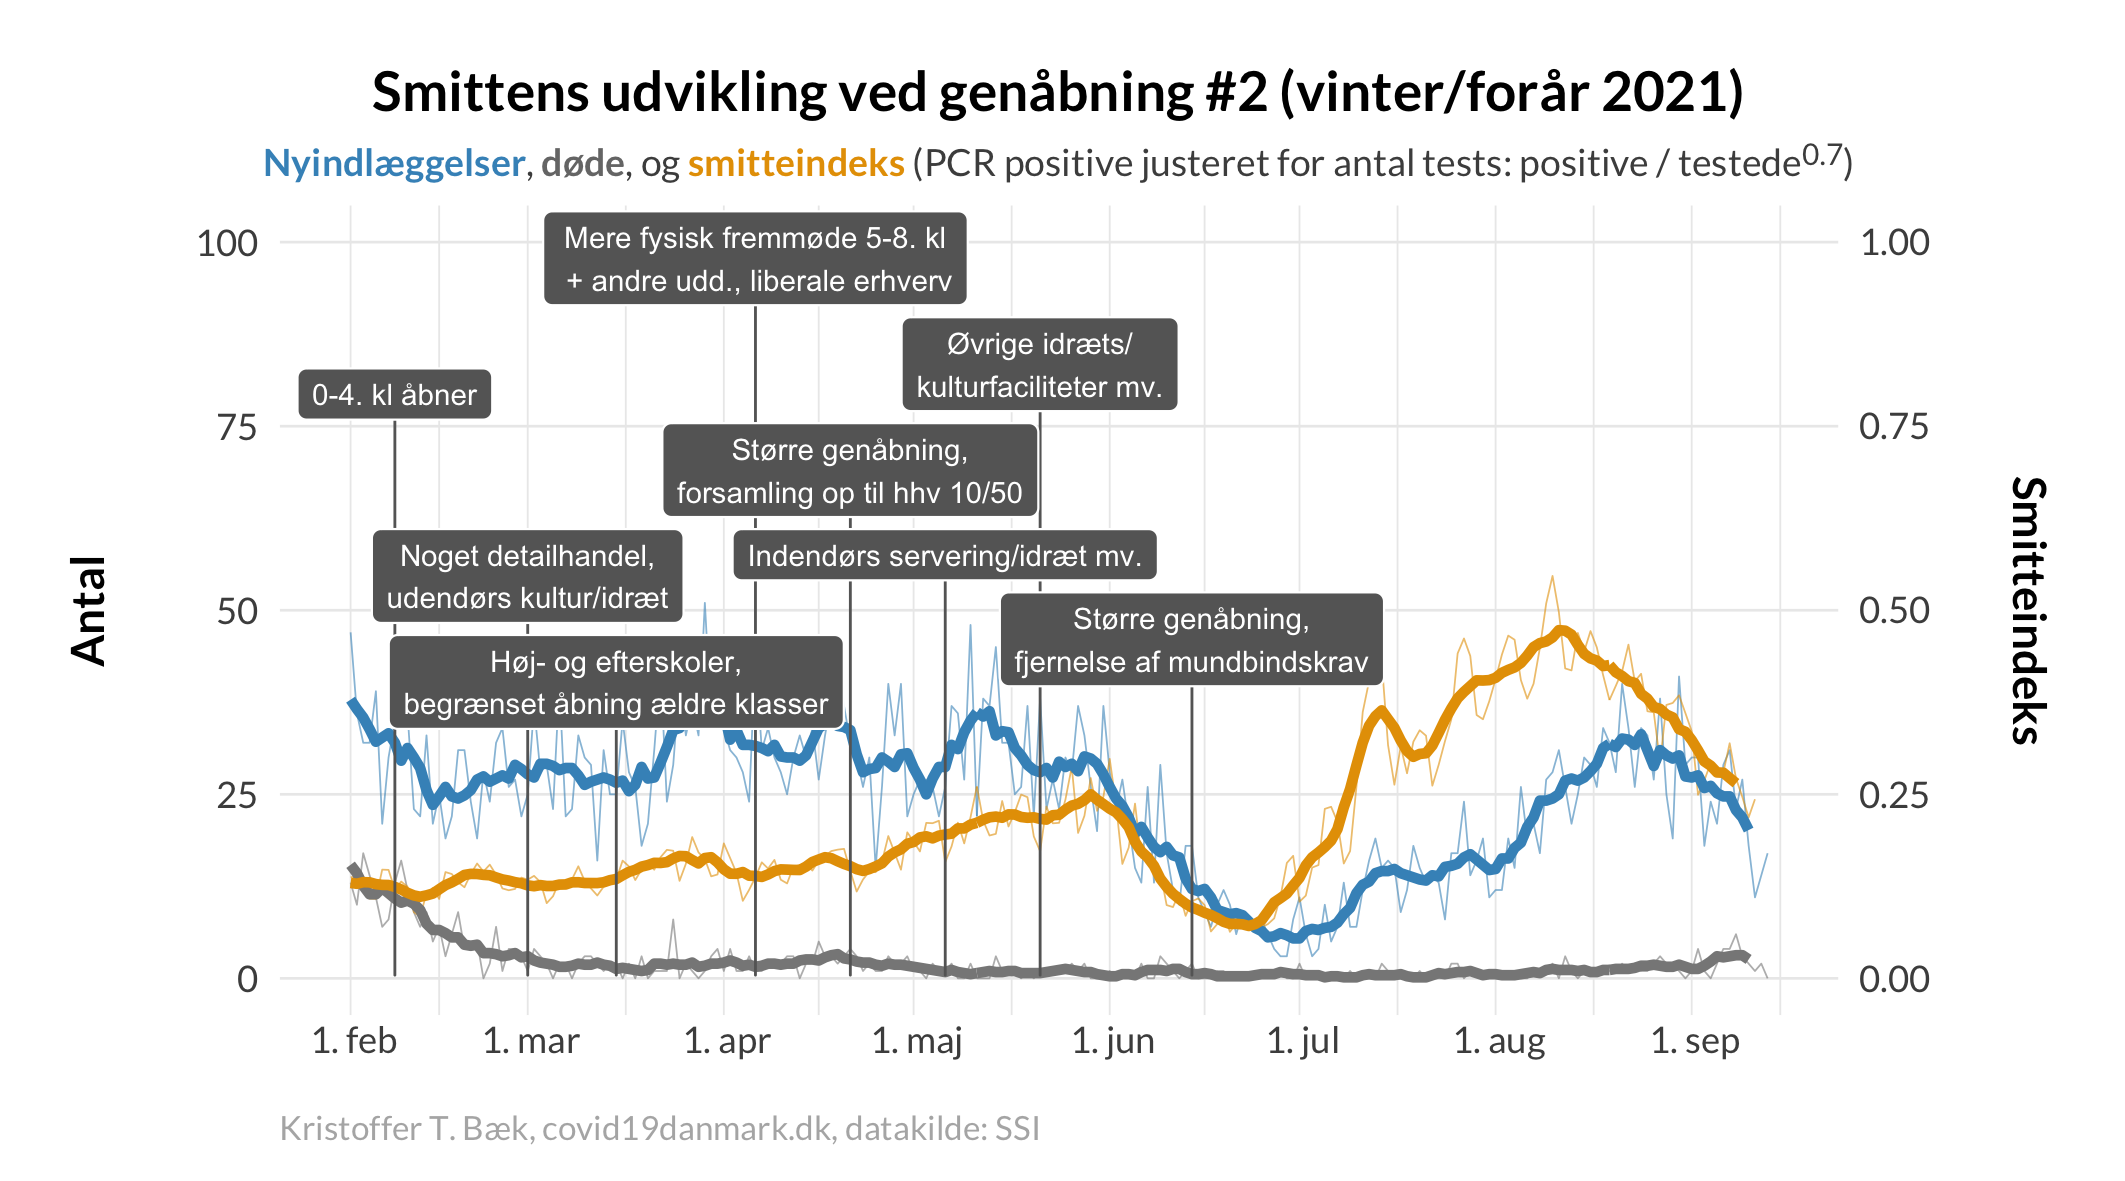 Smittens udvikling ved genåbning #2 (vinter/forår 2021)
Nyindlæggelser, døde, og smitteindeks (PCR positive justeret for antal tests: positive / testede^0.7)
Mere fysisk fremmøde 5-8. kl
+ andre udd., liberale erhverv
Øvrige idræts/
kulturfaciliteter mv.
0-4. kl åbner
Større genåbning,
forsamling op til hhv 10/50
Noget detailhandel,
udendørs kultur/idræt
Indendørs servering/idræt mv.
Større genåbning,
fjernelse af mundbindskrav
Høj- og efterskoler,
begrænset åbning ældre klasser
Antal
100
75
50
25
0
1.00
0.75
0.50
0.25
0.00
Smitteindeks
1. feb
1. mar
1. apr
1. maj
1. jun
1. jul
1. aug
1. sep
Kristoffer T. Bæk, covid19danmark.dk, datakilde: SSI